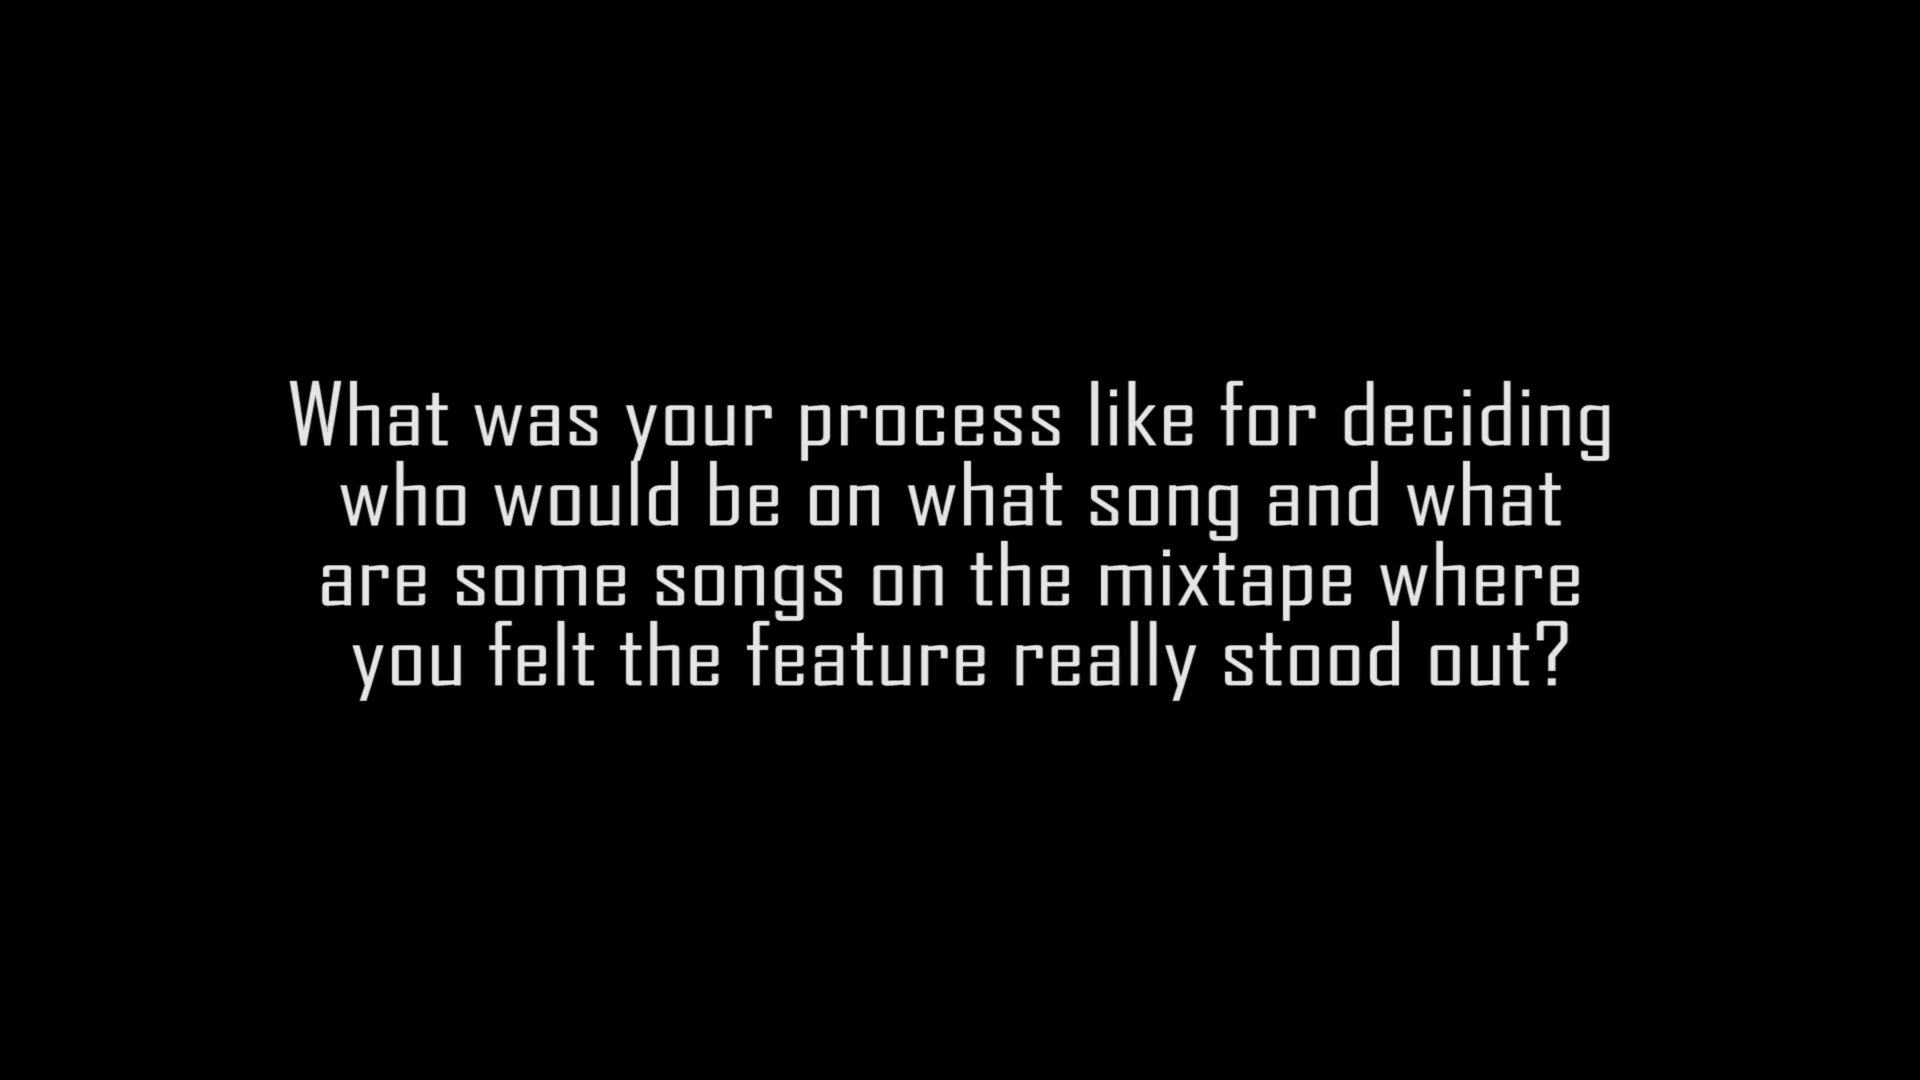 What was your process like for deciding
who would be on what song and what
are some songs on the mixtape where
you felt the feature really stood out?